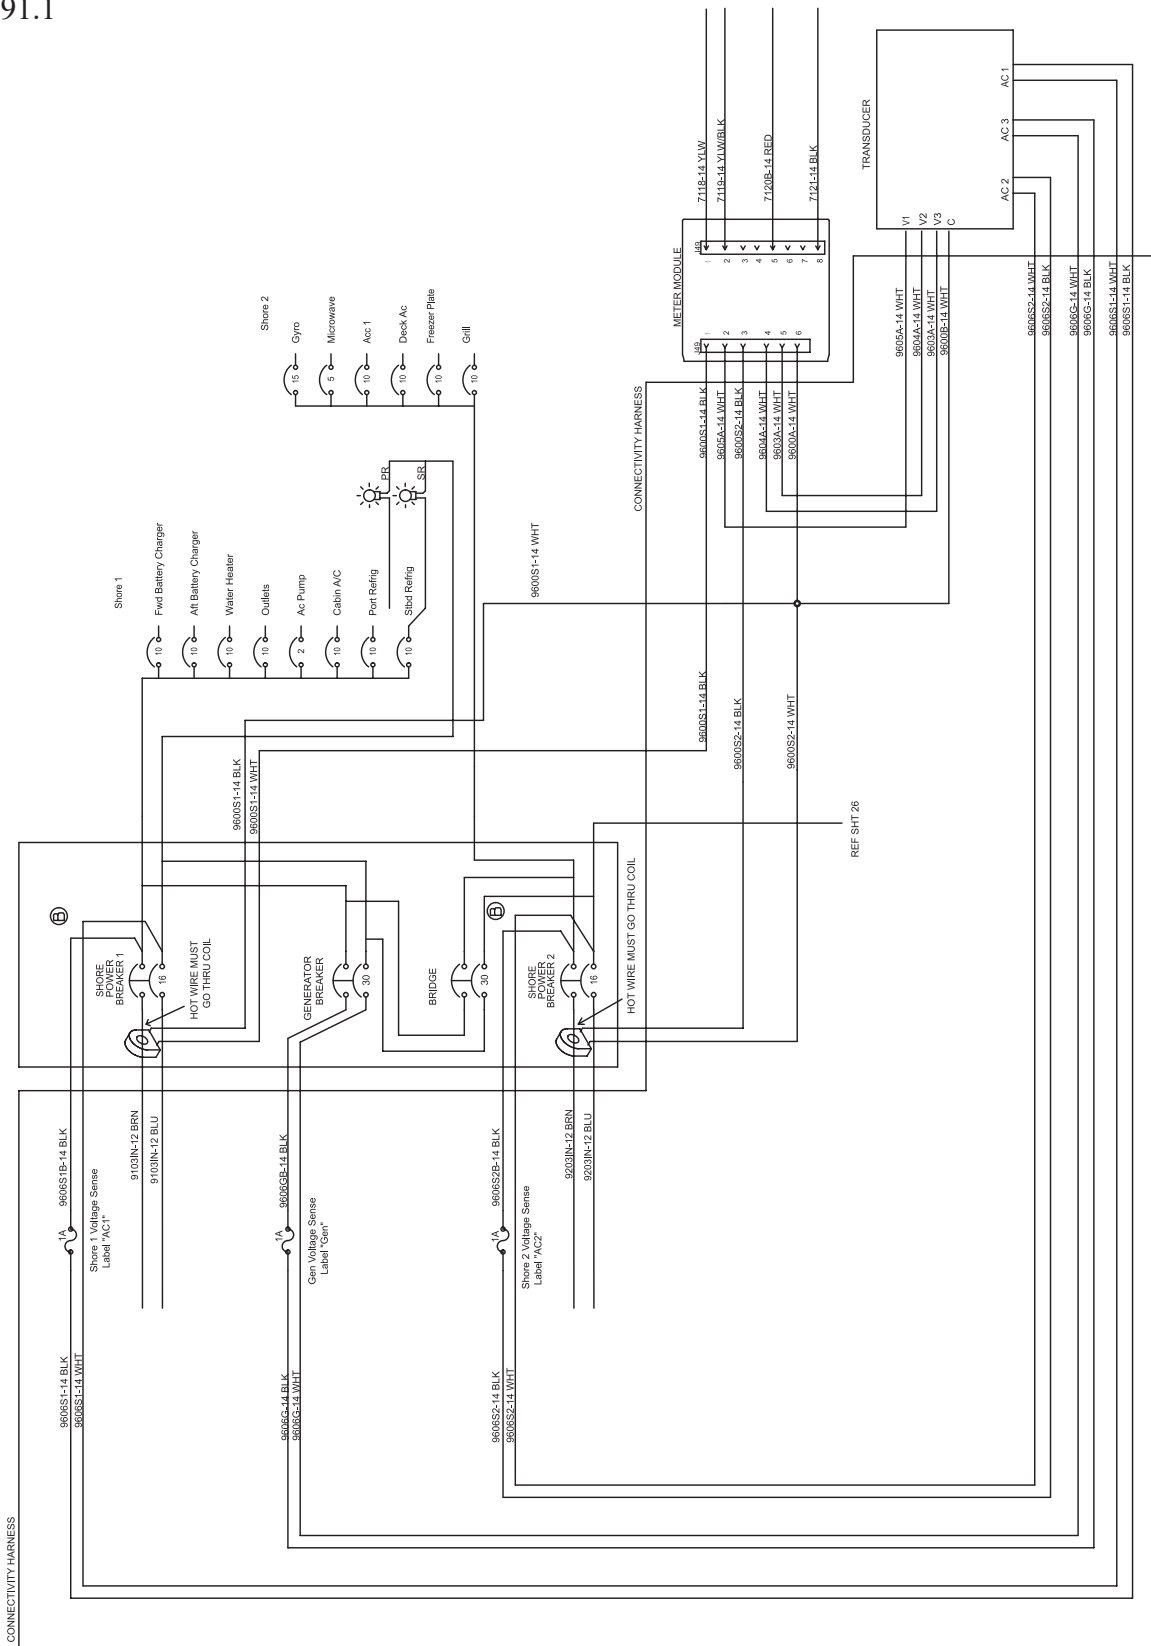 91.1
CONNECTIVITY HARNESS
9606S1-14 BLK
9606S1-14 WHT
1A
Shore 1 Voltage Sense
Label "AC1"
9606S1B-14 BLK
9103IN-12 BRN
9103IN-12 BLU
B
SHORE
POWER
BREAKER 1
16
HOT WIRE MUST
GO THRU COIL
9600S1-14 BLK
9600S1-14 WHT
Shore 1
10
Fwd Battery Charger
10
Aft Battery Charger
10
Water Heater
10
Outlets
2
Ac Pump
10
Cabin A/C
10
Port Refrig
10
Stbd Refrig
PR
SR
Shore 2
15
Gyro
5
Microwave
10
Acc 1
10
Deck Ac
10
Freezer Plate
10
Grill
9606G-14 BLK
9606G-14 WHT
1A
Gen Voltage Sense
Label "Gen"
9606GB-14 BLK
GENERATOR
BREAKER
30
BRIDGE
30
9606S2-14 BLK
9606S2-14 WHT
1A
Shore 2 Voltage Sense
Label "AC2"
9606S2B-14 BLK
9203IN-12 BRN
9203IN-12 BLU
B
SHORE
POWER
BREAKER 2
16
HOT WIRE MUST GO THRU COIL
REF SHT 26
9600S1-14 WHT
9600S1-14 BLK
9600S2-14 BLK
9600S2-14 WHT
CONNECTIVITY HARNESS
9600S1-14 BLK
9605A-14 WHT
9600S2-14 BLK
9604A-14 WHT
9603A-14 WHT
9600A-14 WHT
METER MODULE
J49
1
2
3
4
5
6
J49
1
2
3
4
5
6
7
8
7118-14 YLW
7119-14 YLW/BLK
7120B-14 RED
7121-14 BLK
TRANSDUCER
V1
V2
V3
C
AC 2
AC 3
AC 1
9605A-14 WHT
9604A-14 WHT
9603A-14 WHT
9600B-14 WHT
9606S2-14 WHT
9606S2-14 BLK
9606G-14 WHT
9606G-14 BLK
9606S1-14 WHT
9606S1-14 BLK